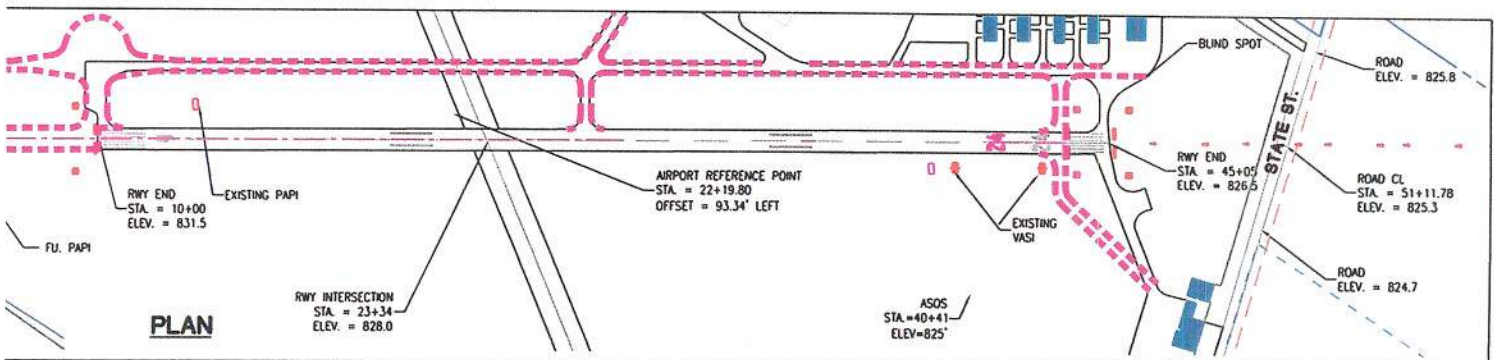 BLIND SPOT
ROAD
ELEV. = 825.8
STATE ST.
RWY END
STA. = 10+00
ELEV. = 831.5
EXISTING PAPI
FU. PAPI
AIRPORT REFERENCE POINT
STA. = 22+19.80
OFFSET = 93.34' LEFT
24
RWY END
STA. = 45+05
ELEV. = 826.5
ROAD CL
STA. = 51+11.78
ELEV. = 825.3
EXISTING
VASI
RWY INTERSECTION
STA. = 23+34
ELEV. = 828.0
ASOS
STA.=40+41
ELEV=825'
ROAD
ELEV. = 824.7
PLAN